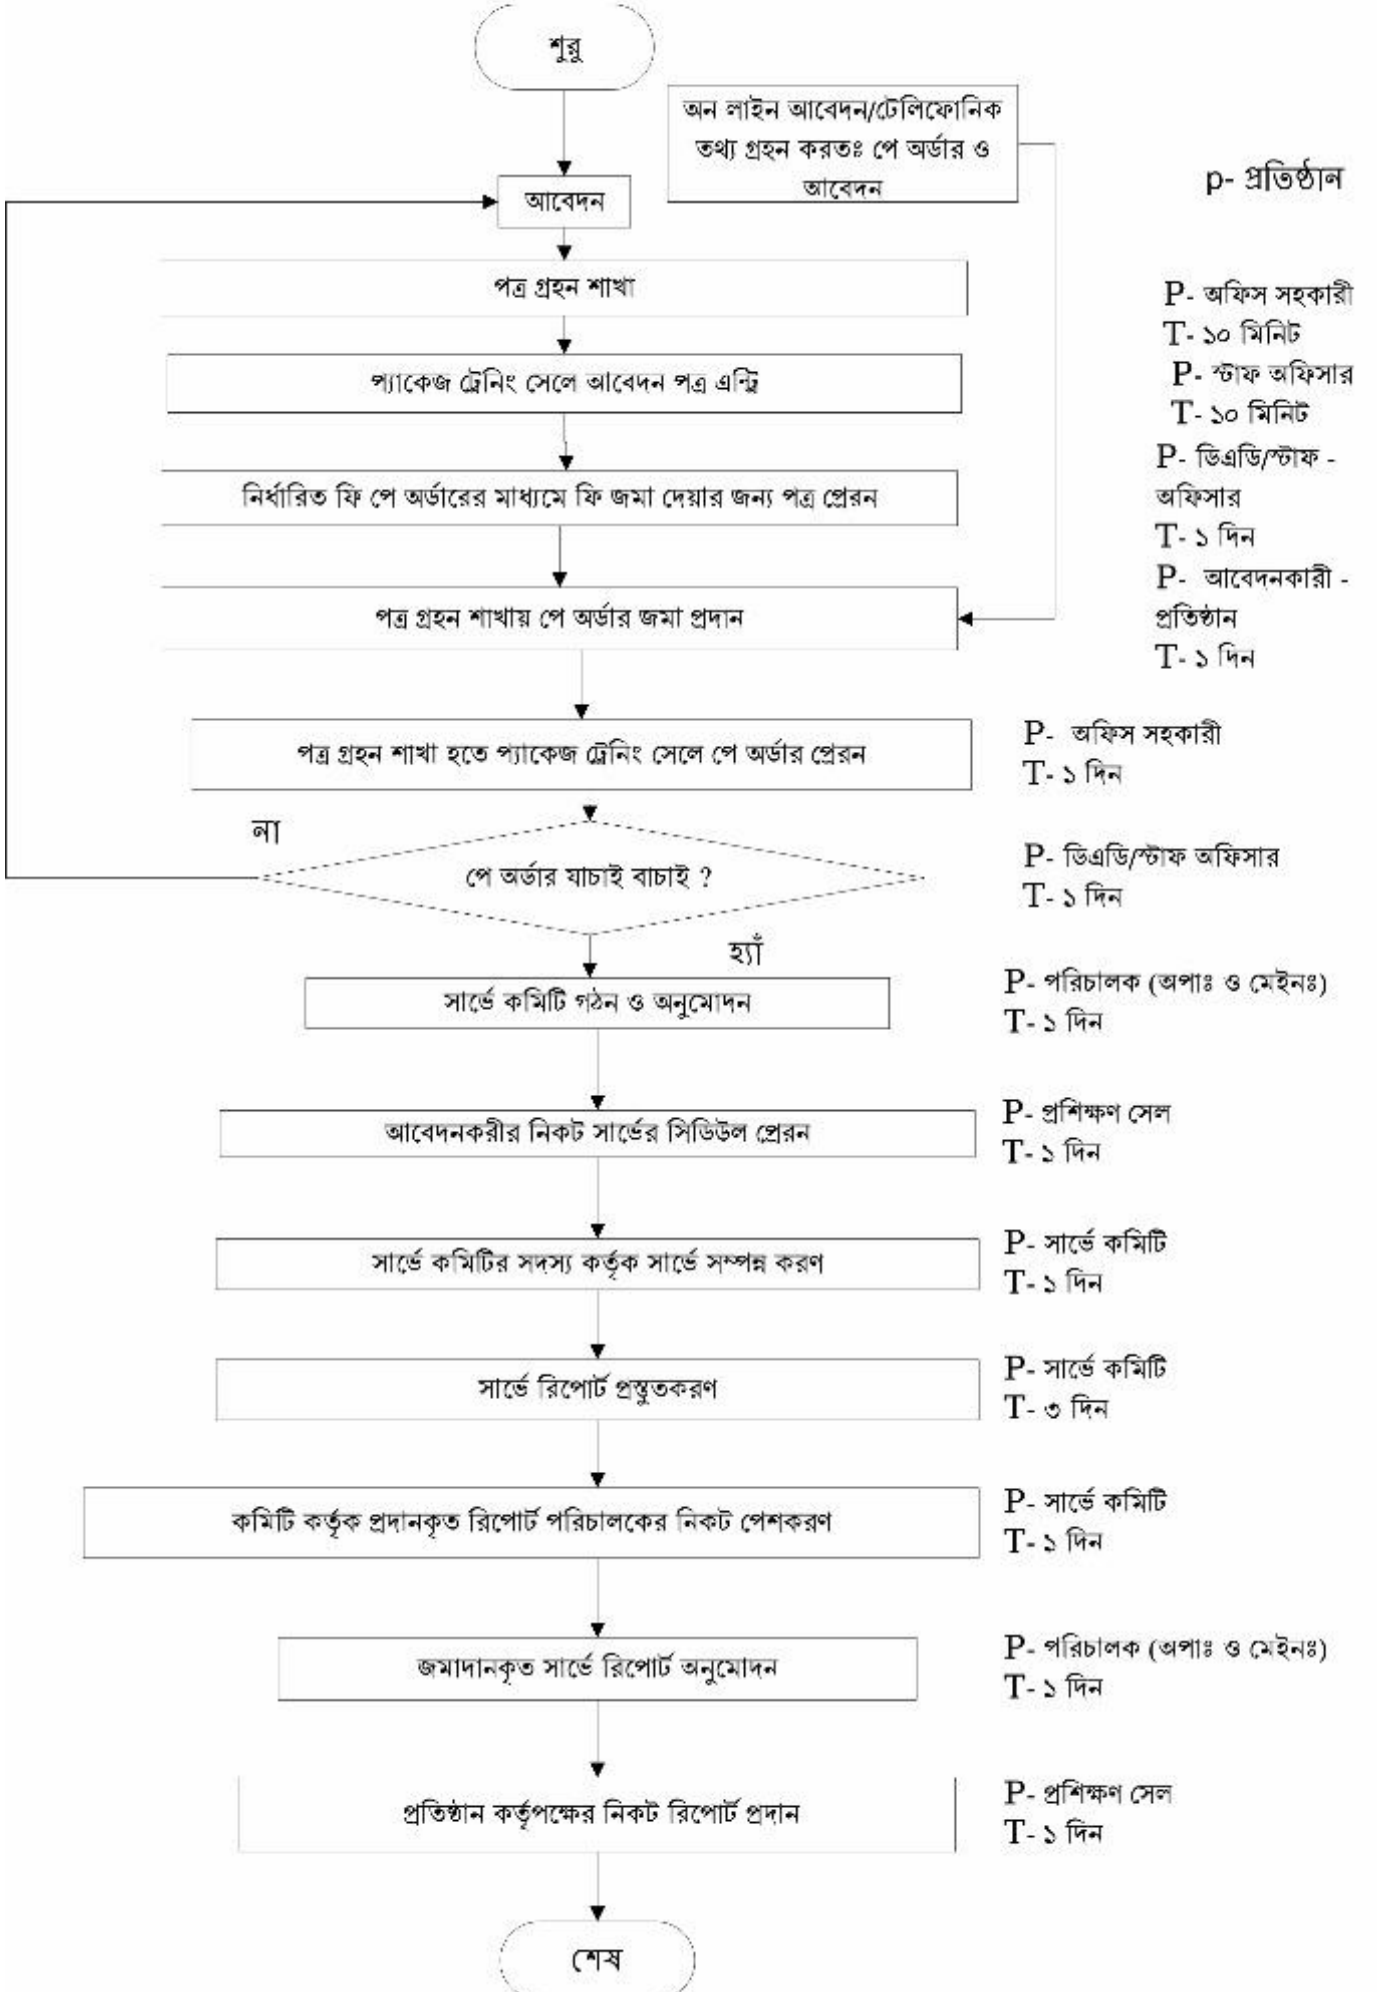 শুরু
অন লাইন আবেদন/টেলিফোনিক
তথ্য গ্রহন করতঃ পে অর্ডার ও
আবেদন
p- প্রতিষ্ঠান
আবেদন
পত্র গ্রহন শাখা
P- অফিস সহকারী
T- ১০ মিনিট
প্যাকেজ ট্রেনিং সেলে আবেদন পত্র এন্ট্রি
P- স্টাফ অফিসার
T- ১০ মিনিট
নির্ধারিত ফি পে অর্ডারের মাধ্যমে ফি জমা দেয়ার জন্য পত্র প্রেরন
P- ডিএডি/স্টাফ -
অফিসার
T- ১ দিন
পত্র গ্রহন শাখায় পে অর্ডার জমা প্রদান
P- আবেদনকারী -
প্রতিষ্ঠান
T- ১ দিন
পত্র গ্রহন শাখা হতে প্যাকেজ ট্রেনিং সেলে পে অর্ডার প্রেরন
P- অফিস সহকারী
T- ১ দিন
না
পে অর্ডার যাচাই বাচাই ?
P- ডিএডি/স্টাফ অফিসার
T- ১ দিন
হ্যাঁ
সার্ভে কমিটি গঠন ও অনুমোদন
P- পরিচালক (অপাঃ ও মেইনঃ)
T- ১ দিন
আবেদনকরীর নিকট সার্ভের সিডিউল প্রেরন
P- প্রশিক্ষণ সেল
T- ১ দিন
সার্ভে কমিটির সদস্য কর্তৃক সার্ভে সম্পন্ন করণ
P- সার্ভে কমিটি
T- ১ দিন
সার্ভে রিপোর্ট প্রস্তুতকরণ
P- সার্ভে কমিটি
T- ৩ দিন
কমিটি কর্তৃক প্রদানকৃত রিপোর্ট পরিচালকের নিকট পেশকরণ
P- সার্ভে কমিটি
T- ১ দিন
জমাদানকৃত সার্ভে রিপোর্ট অনুমোদন
P- পরিচালক (অপাঃ ও মেইনঃ)
T- ১ দিন
প্রতিষ্ঠান কর্তৃপক্ষের নিকট রিপোর্ট প্রদান
P- প্রশিক্ষণ সেল
T- ১ দিন
শেষ